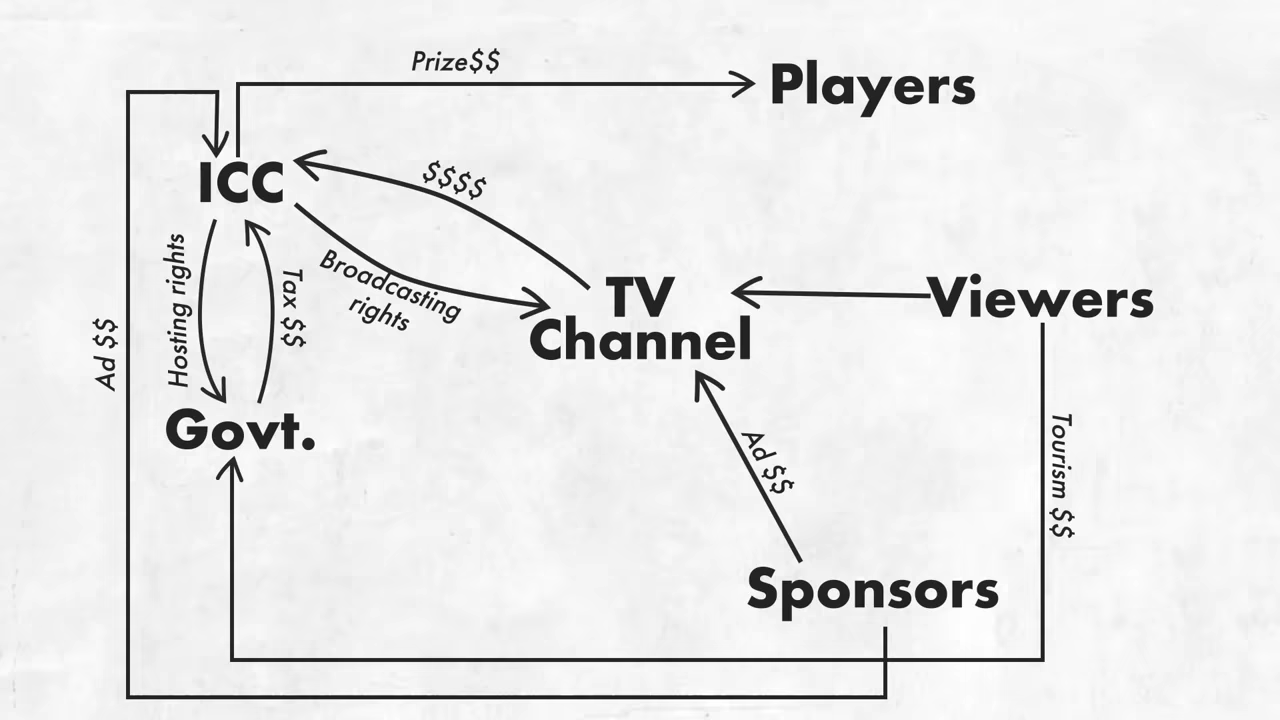 Prize$$
Players
ICC
$$$$
Hosting rights
Tax $$
Broadcasting
rights
TV
Channel
Viewers
Ad $$
Govt.
Ad $$
Tourism $$
Sponsors